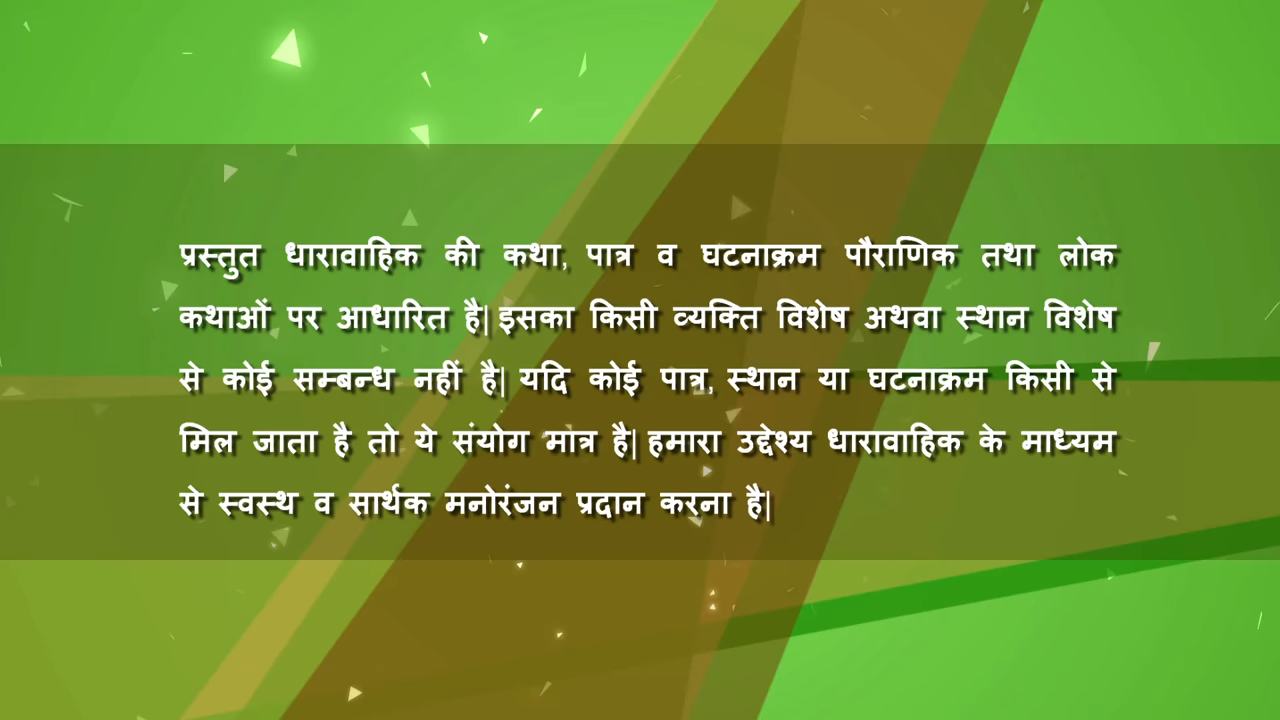 प्रस्तुत धारावाहिक की कथा, पात्र व घटनाक्रम पौराणिक तथा लोक
कथाओं पर आधारित है| इसका किसी व्यक्ति विशेष अथवा स्थान विशेष
से कोई सम्बन्ध नहीं है| यदि कोई पात्र, स्थान या घटनाक्रम किसी से
मिल जाता है तो ये संयोग मात्र है| हमारा उद्देश्य धारावाहिक के माध्यम
से स्वस्थ व सार्थक मनोरंजन प्रदान करना है|